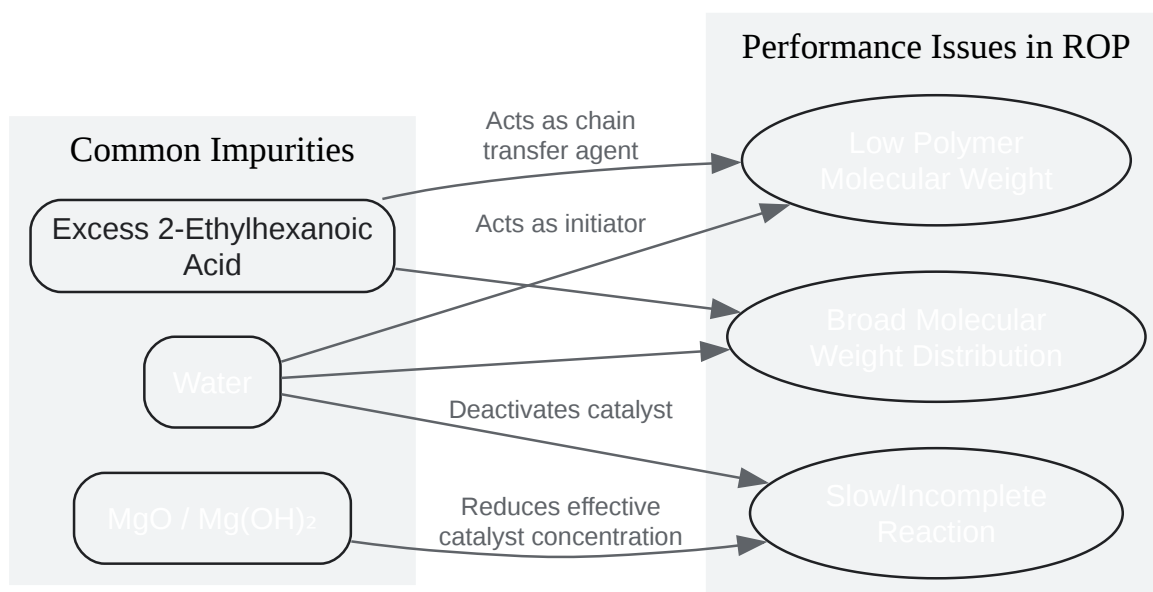 Performance Issues in ROP
Common Impurities
Acts as chain
transfer agent
Low Polymer
Molecular Weight
Excess 2-Ethylhexanoic
Acid
Acts as initiator
Broad Molecular
Weight Distribution
Water
Deactivates catalyst
MgO / Mg(OH)₂
Reduces effective
catalyst concentration
Slow/Incomplete
Reaction